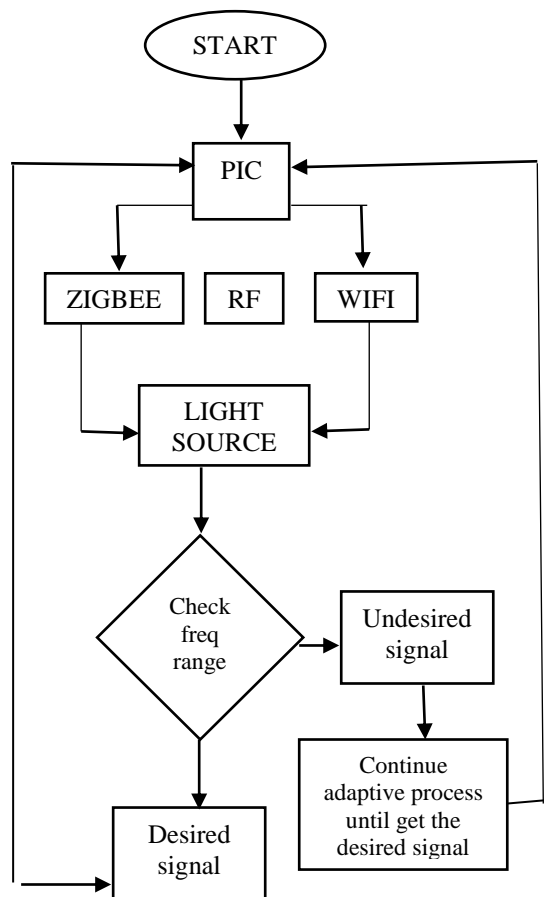 START
PIC
ZIGBEE
RF
WIFI
LIGHT
SOURCE
Check
freq
range
Undesired
signal
Continue
adaptive process
until get the
desired signal
Desired
signal